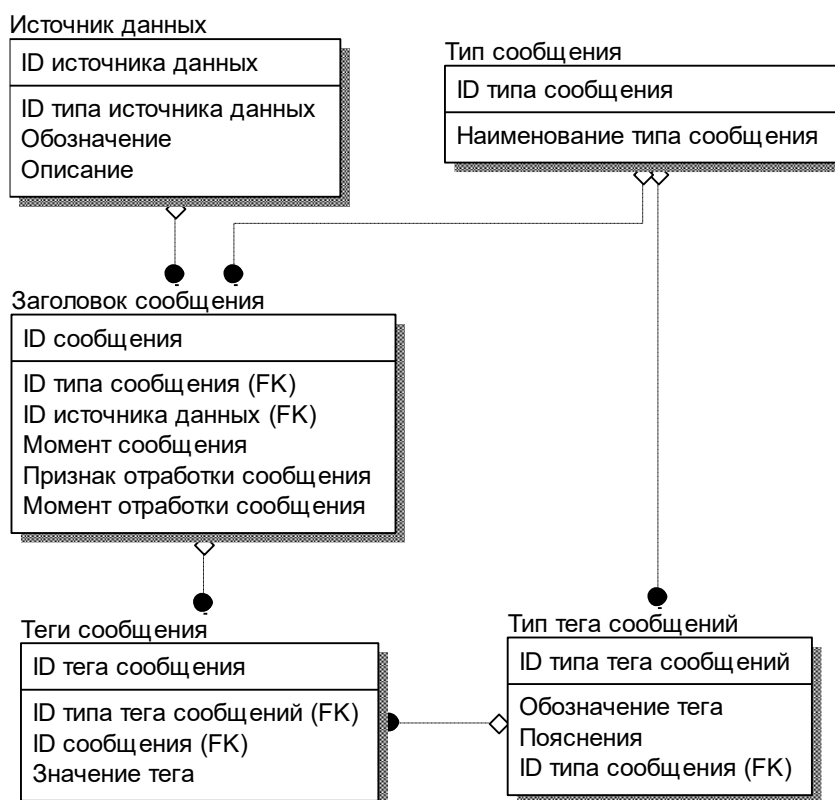 Источник данных
ID источника данных
ID типа источника данных
Обозначение
Описание
Тип сообщения
ID типа сообщения
Наименование типа сообщения
Заголовок сообщения
ID сообщения
ID типа сообщения (FK)
ID источника данных (FK)
Момент сообщения
Признак отработки сообщения
Момент отработки сообщения
Теги сообщения
ID тега сообщения
ID типа тега сообщений (FK)
ID сообщения (FK)
Значение тега
Тип тега сообщений
ID типа тега сообщений
Обозначение тега
Пояснения
ID типа сообщения (FK)